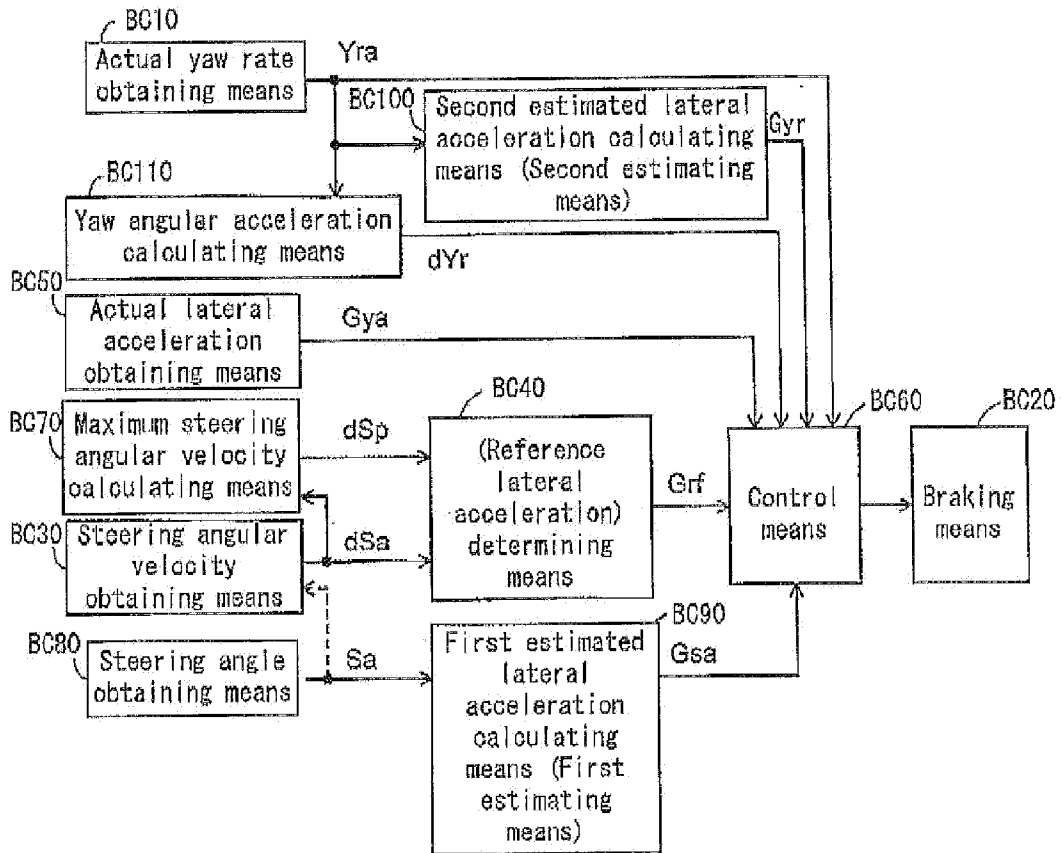 BC10
Actual yaw rate
obtaining means
Yra
BC100
Second estimated lateral
acceleration calculating
means (Second estimating
means)
Gyr
BC110
Yaw angular acceleration
calculating means
dYr
BC50
Actual lateral
acceleration
obtaining means
Gya
BC70
Maximum steering
angular velocity
calculating means
dSp
BC40
(Reference
lateral
acceleration)
determining
means
Grf
BC60
Control
means
BC20
Braking
means
BC30
Steering angular
velocity
obtaining means
dSa
BC80
Steering angle
obtaining means
Sa
BC90
First estimated
lateral
acceleration
calculating
means (First
estimating
means)
Gsa